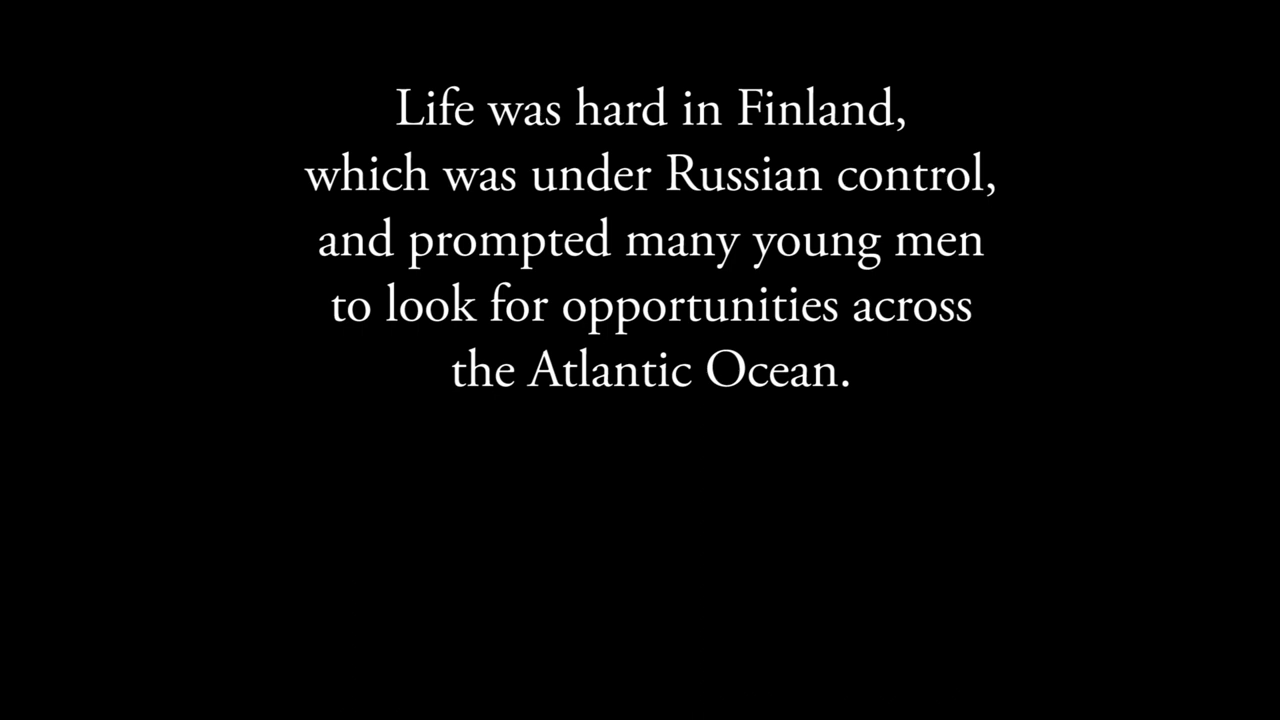 Life was hard in Finland,
which was under Russian control,
and prompted many young men
to look for opportunities across
the Atlantic Ocean.